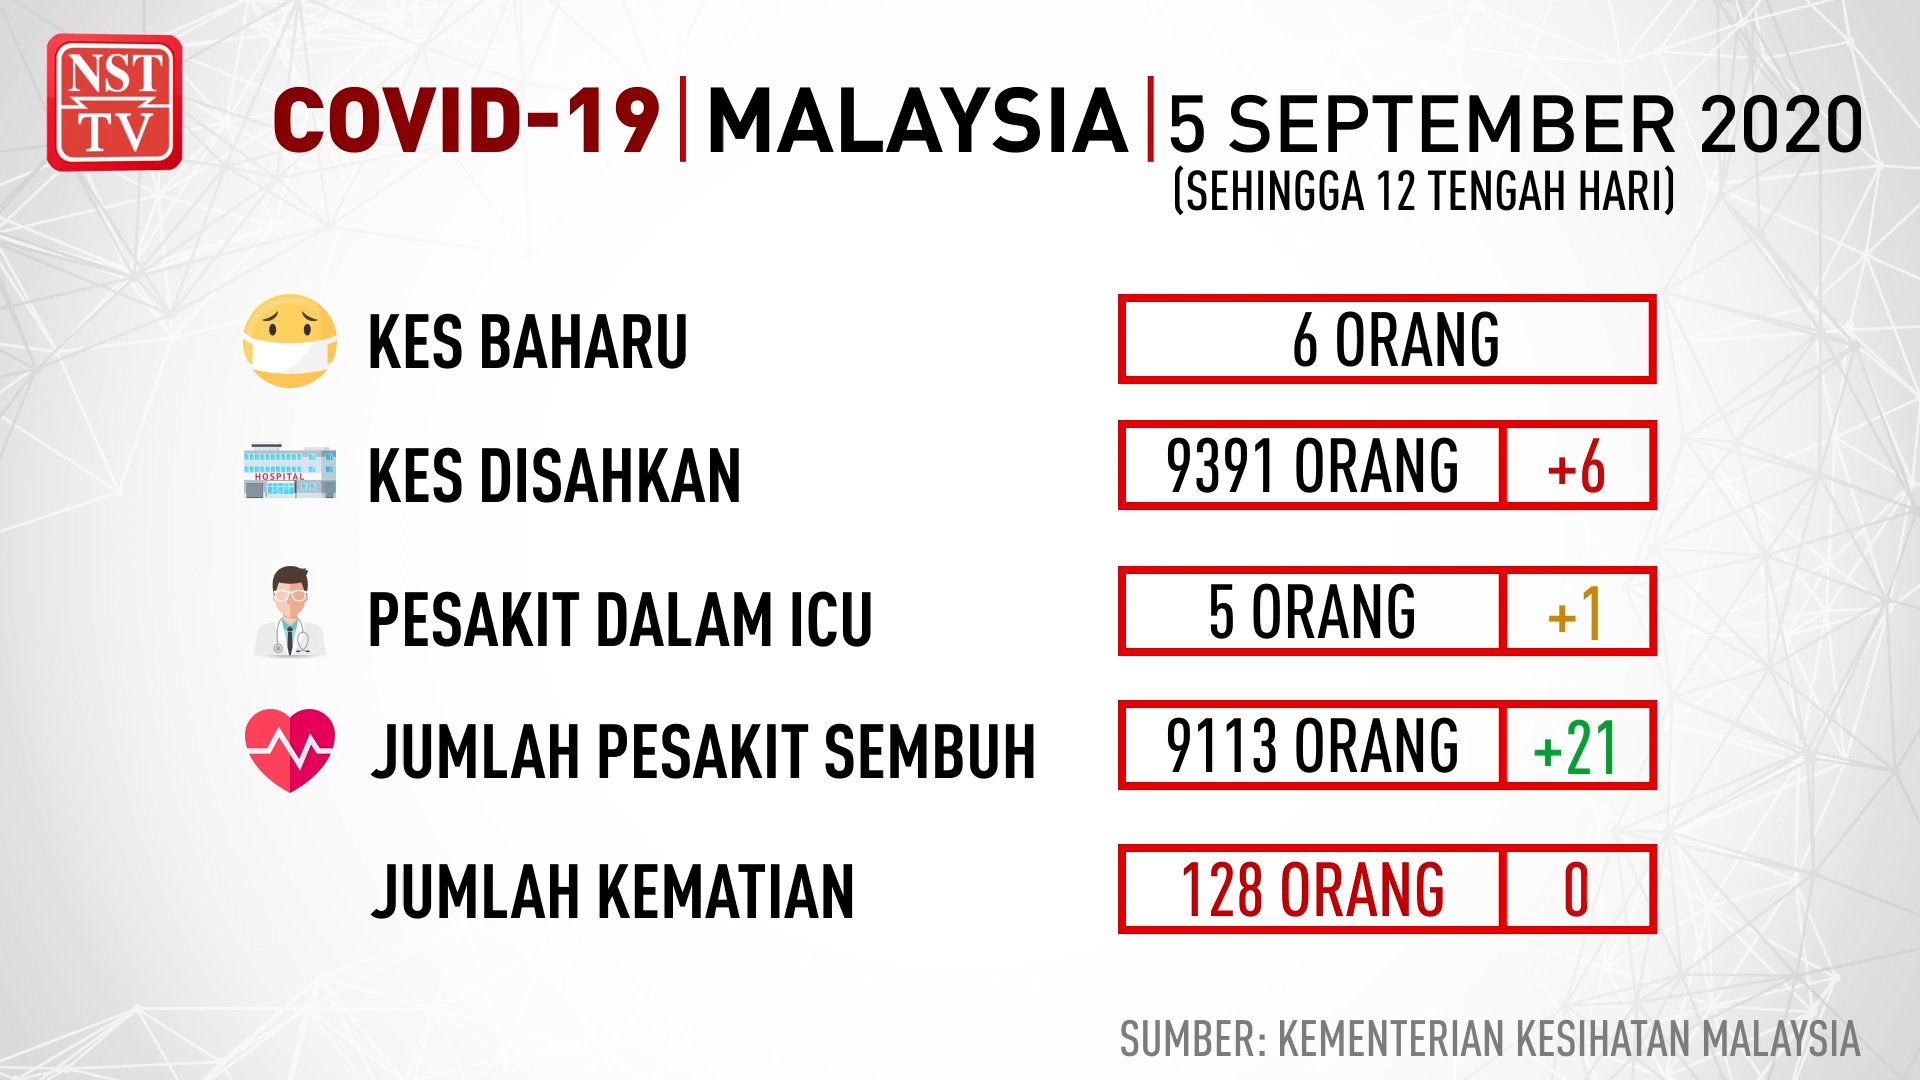 NST
TV
COVID-19 | MALAYSIA | 5 SEPTEMBER 2020
(SEHINGGA 12 TENGAH HARI)
KES BAHARU 6 ORANG
HOSPITAL
KES DISAHKAN 9391 ORANG +6
PESAKIT DALAM ICU 5 ORANG +1
JUMLAH PESAKIT SEMBUH 9113 ORANG +21
JUMLAH KEMATIAN 128 ORANG 0
SUMBER: KEMENTERIAN KESIHATAN MALAYSIA